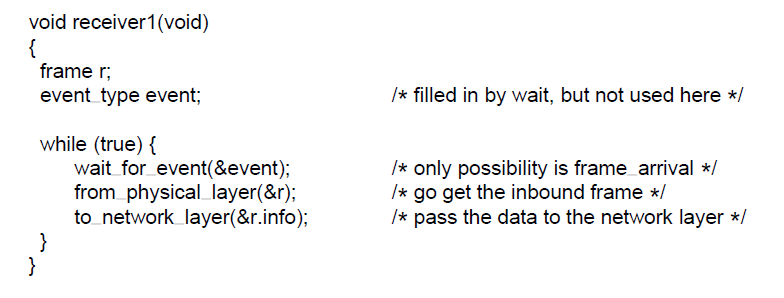 void receiver1(void)
{
frame r;
event_type event; /* filled in by wait, but not used here */
while (true) {
wait_for_event(&event); /* only possibility is frame_arrival */
from_physical_layer(&r); /* go get the inbound frame */
to_network_layer(&r.info); /* pass the data to the network layer */
}
}